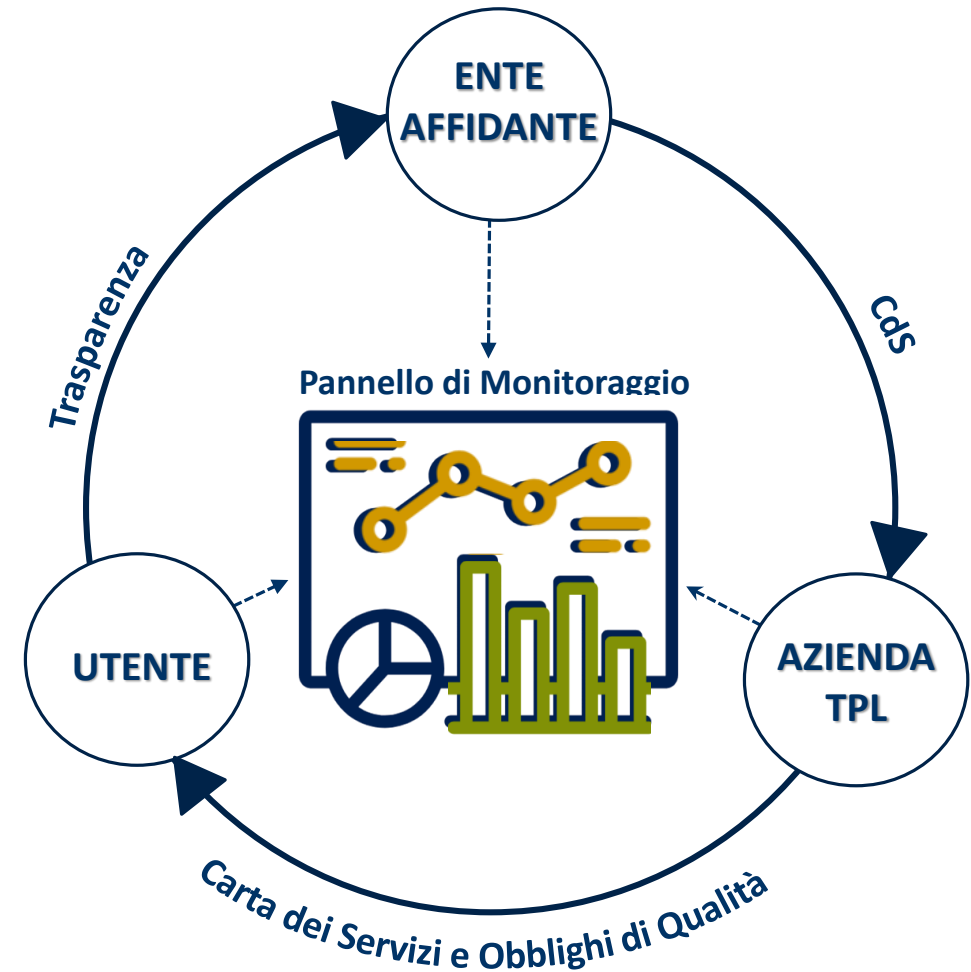 ENTE
AFFIDANTE
Trasparenza
CdS
Pannello di Monitoraggio
UTENTE
AZIENDA
TPL
Carta dei Servizi e Obblighi di Qualità